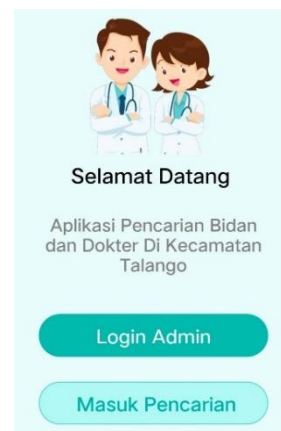 Selamat Datang
Aplikasi Pencarian Bidan
dan Dokter Di Kecamatan
Talango
Login Admin
Masuk Pencarian